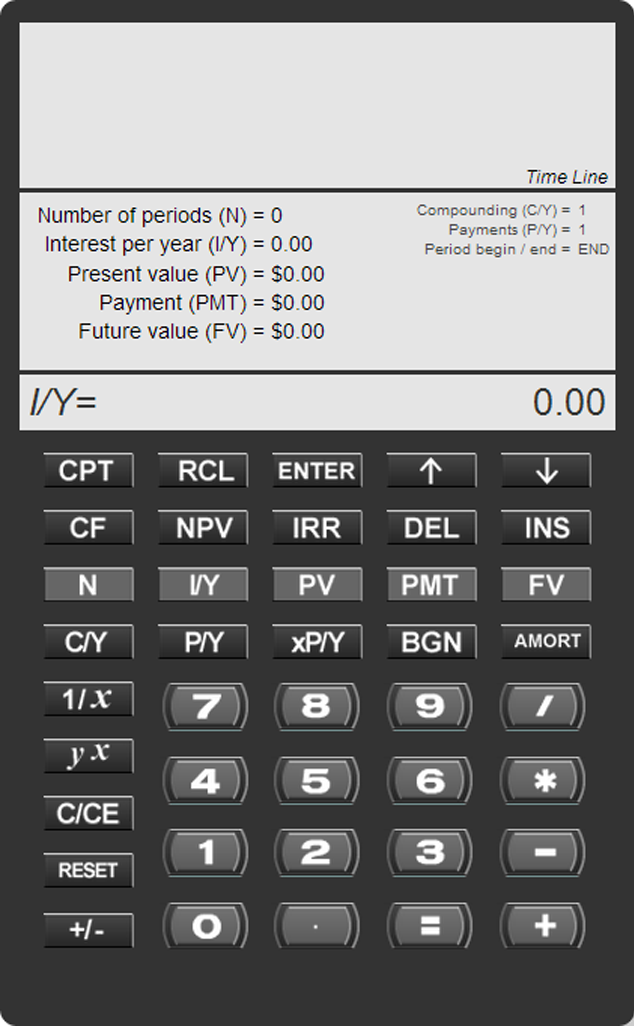 Time Line
Number of periods (N) = 0
Interest per year (I/Y) = 0.00
Present value (PV) = $0.00
Payment (PMT) = $0.00
Future value (FV) = $0.00
Compounding (C/Y) = 1
Payments (P/Y) = 1
Period begin / end = END
I/Y= 0.00
CPT RCL ENTER ↑ ↓
CF NPV IRR DEL INS
N I/Y PV PMT FV
C/Y P/Y xP/Y BGN AMORT
1/x 7 8 9 /
y x 4 5 6 *
C/CE 1 2 3 -
RESET
+/- 0 . = +